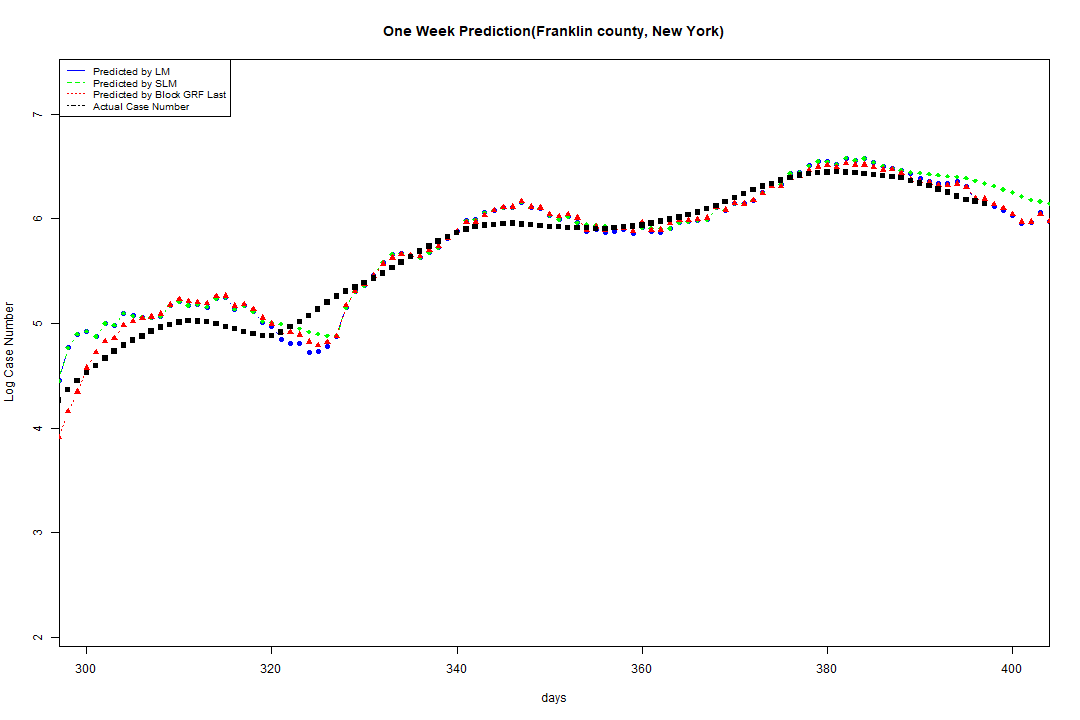 One Week Prediction(Franklin county, New York)
Predicted by LM
Predicted by SLM
Predicted by Block GRF Last
Actual Case Number
7
6
5
4
3
2
Log Case Number
300 320 340 360 380 400
days